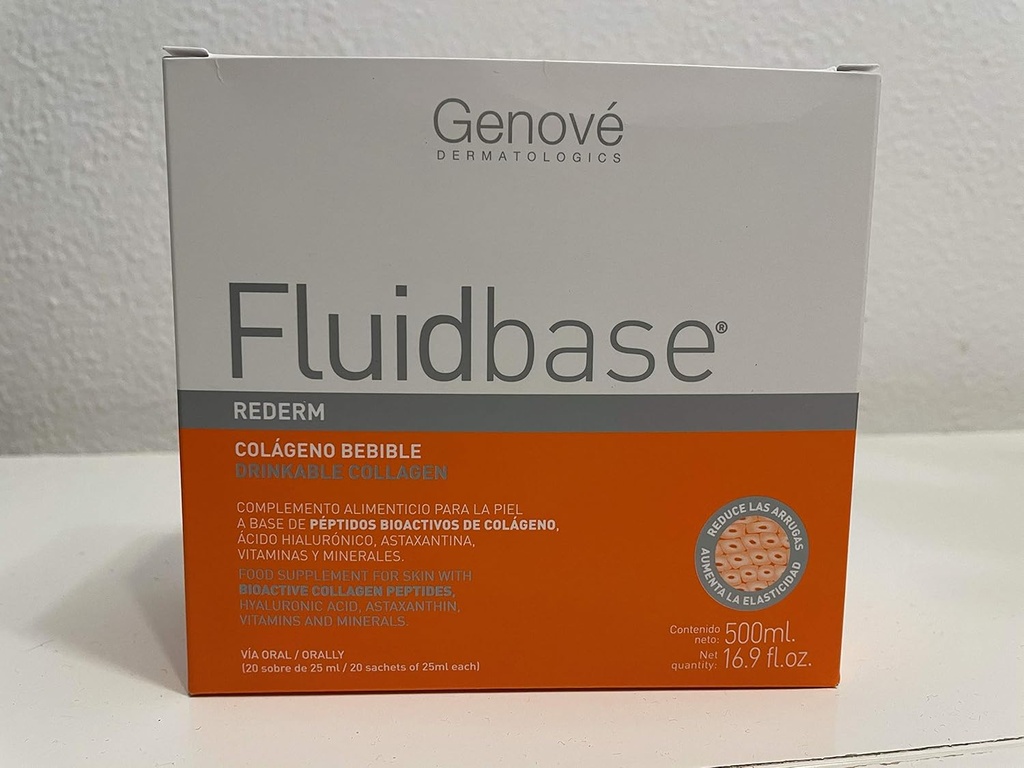 Genové
DERMATOLOGICS
Fluidbase®
REDERM
COLÁGENO BEBIBLE
DRINKABLE COLLAGEN
COMPLEMENTO ALIMENTICIO PARA LA PIEL
A BASE DE PÉPTIDOS BIOACTIVOS DE COLÁGENO,
ÁCIDO HIALURÓNICO, ASTAXANTINA,
VITAMINAS Y MINERALES.
FOOD SUPPLEMENT FOR SKIN WITH
BIOACTIVE COLLAGEN PEPTIDES,
HYALURONIC ACID, ASTAXANTHIN,
VITAMINS AND MINERALS.
VÍA ORAL / ORALLY
(20 sobre de 25 ml / 20 sachets of 25ml each)
REDUCE LAS ARRUGAS
AUMENTA LA ELASTICIDAD
Contenido neto: 500ml.
Net quantity: 16.9 fl.oz.